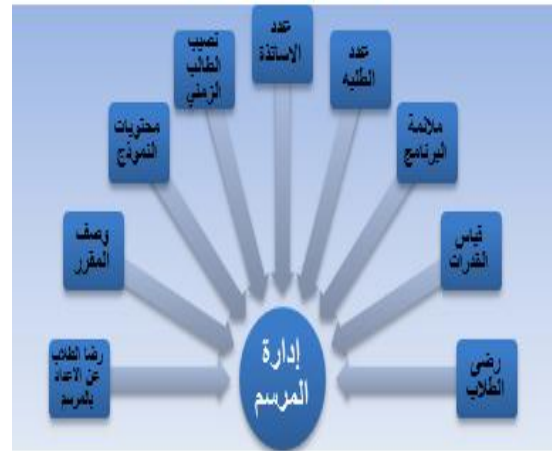 عدد
الاساتذة
عدد
الطلبه
نصيب
الطالب
الزمني
ملائمة
البرنامج
محتويات
النموذج
قياس
القدرات
وصف
المقرر
رضى
الطلاب
رضا الطلاب
عن الاعداد
بالمرسم
إدارة
المرسم